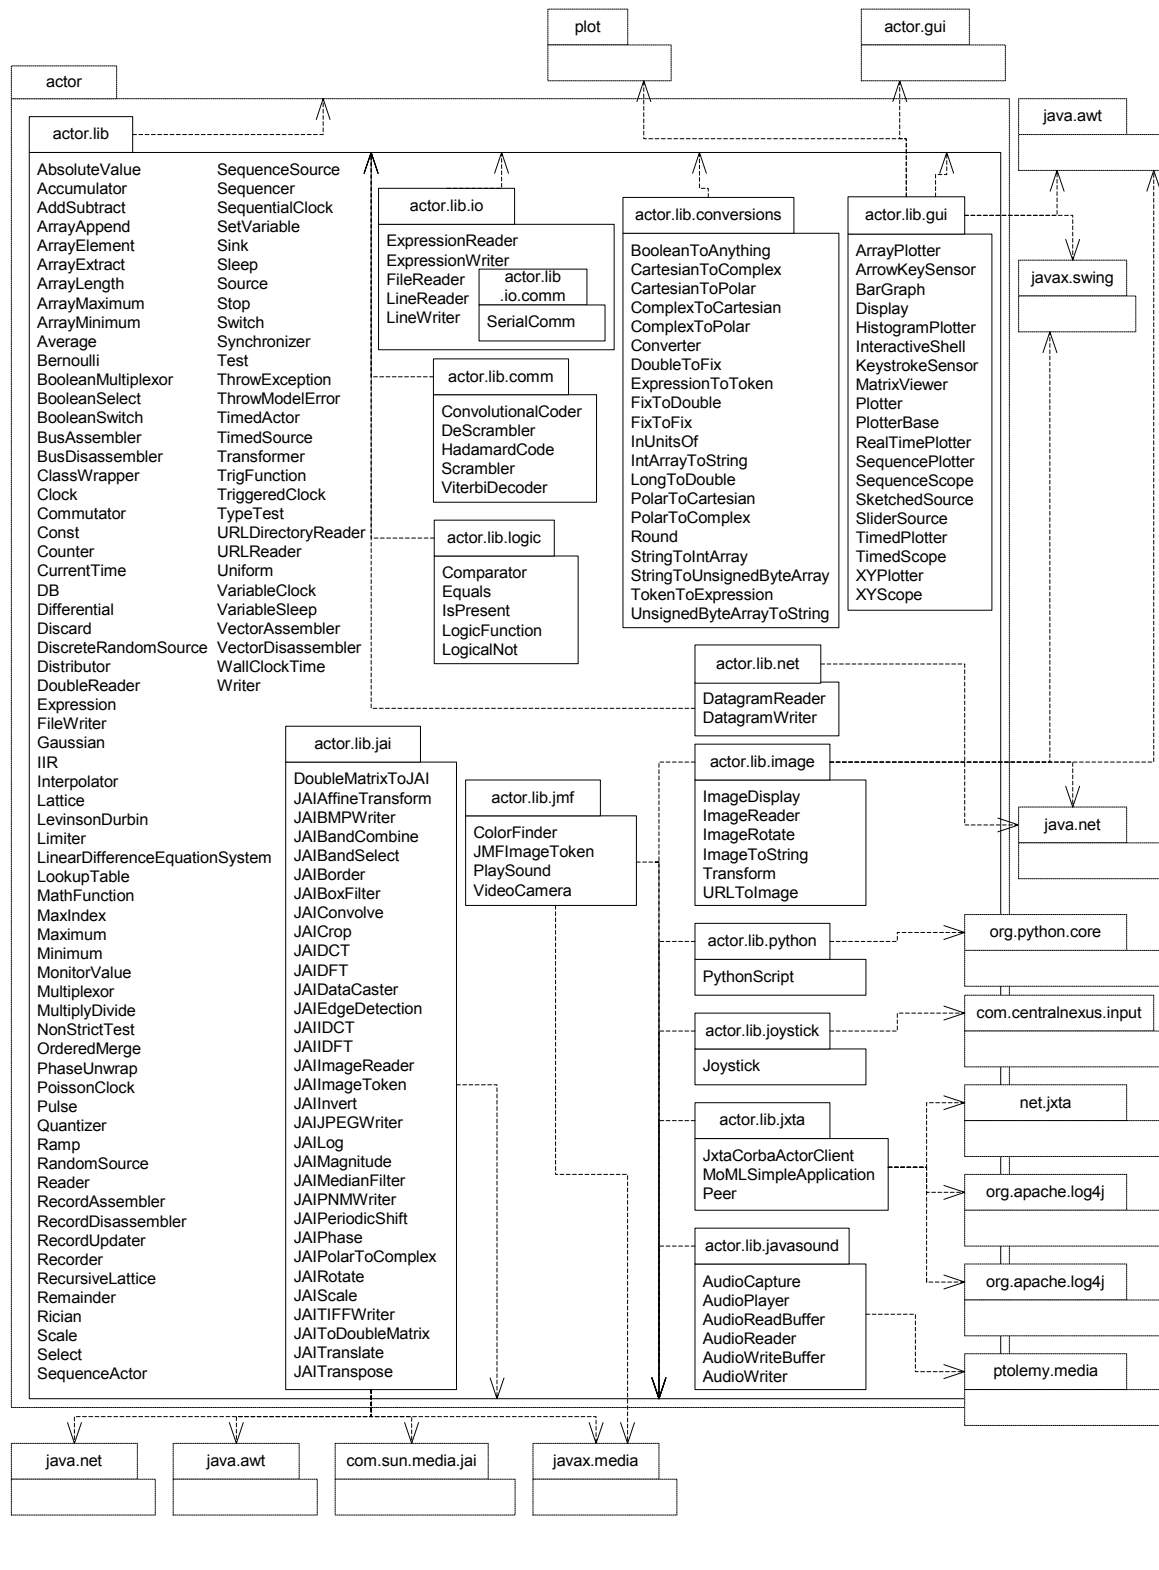 plot
actor.gui
actor
java.awt
actor.lib
AbsoluteValue
Accumulator
AddSubtract
ArrayAppend
ArrayElement
ArrayExtract
ArrayLength
ArrayMaximum
ArrayMinimum
Average
Bernoulli
BooleanMultiplexor
BooleanSelect
BooleanSwitch
BusAssembler
BusDisassembler
ClassWrapper
Clock
Commutator
Const
Counter
CurrentTime
DB
Differential
Discard
DiscreteRandomSource
Distributor
DoubleReader
Expression
FileWriter
Gaussian
IIR
Interpolator
Lattice
LevinsonDurbin
Limiter
LinearDifferenceEquationSystem
LookupTable
MathFunction
MaxIndex
Maximum
Minimum
MonitorValue
Multiplexor
MultiplyDivide
NonStrictTest
OrderedMerge
PhaseUnwrap
PoissonClock
Pulse
Quantizer
Ramp
RandomSource
Reader
RecordAssembler
RecordDisassembler
RecordUpdater
Recorder
RecursiveLattice
Remainder
Rician
Scale
Select
SequenceActor
SequenceSource
Sequencer
SequentialClock
SetVariable
Sink
Sleep
Source
Stop
Switch
Synchronizer
Test
ThrowException
ThrowModelError
TimedActor
TimedSource
Transformer
TrigFunction
TriggeredClock
TypeTest
URLDirectoryReader
URLReader
Uniform
VariableClock
VariableSleep
VectorAssembler
VectorDisassembler
WallClockTime
Writer
actor.lib.io
ExpressionReader
ExpressionWriter
FileReader
LineReader
LineWriter
actor.lib
.io.comm
SerialComm
actor.lib.comm
ConvolutionalCoder
DeScrambler
HadamardCode
Scrambler
ViterbiDecoder
actor.lib.logic
Comparator
Equals
IsPresent
LogicFunction
LogicalNot
actor.lib.conversions
BooleanToAnything
CartesianToComplex
CartesianToPolar
ComplexToCartesian
ComplexToPolar
Converter
DoubleToFix
ExpressionToToken
FixToDouble
FixToFix
InUnitsOf
IntArrayToString
LongToDouble
PolarToCartesian
PolarToComplex
Round
StringToIntArray
StringToUnsignedByteArray
TokenToExpression
UnsignedByteArrayToString
actor.lib.gui
ArrayPlotter
ArrowKeySensor
BarGraph
Display
HistogramPlotter
InteractiveShell
KeystrokeSensor
MatrixViewer
Plotter
PlotterBase
RealTimePlotter
SequencePlotter
SequenceScope
SketchedSource
SliderSource
TimedPlotter
TimedScope
XYPlotter
XYScope
javax.swing
actor.lib.net
DatagramReader
DatagramWriter
actor.lib.jai
DoubleMatrixToJAI
JAIAffineTransform
JAIBMPWriter
JAIBandCombine
JAIBandSelect
JAIBorder
JAIBoxFilter
JAIConvolve
JAICrop
JAIDCT
JAIDFT
JAIDataCaster
JAIEdgeDetection
JAIIDCT
JAIIDFT
JAIImageReader
JAIImageToken
JAIInvert
JAIJPEGWriter
JAILog
JAIMagnitude
JAIMedianFilter
JAIPNMWriter
JAIPeriodicShift
JAIPhase
JAIPolarToComplex
JAIRotate
JAIScale
JAITIFFWriter
JAIToDoubleMatrix
JAITranslate
JAITranspose
actor.lib.jmf
ColorFinder
JMFImageToken
PlaySound
VideoCamera
actor.lib.image
ImageDisplay
ImageReader
ImageRotate
ImageToString
Transform
URLToImage
java.net
actor.lib.python
PythonScript
org.python.core
actor.lib.joystick
Joystick
com.centralnexus.input
actor.lib.jxta
JxtaCorbaActorClient
MoMLSimpleApplication
Peer
net.jxta
org.apache.log4j
actor.lib.javasound
AudioCapture
AudioPlayer
AudioReadBuffer
AudioReader
AudioWriteBuffer
AudioWriter
org.apache.log4j
ptolemy.media
java.net
java.awt
com.sun.media.jai
javax.media